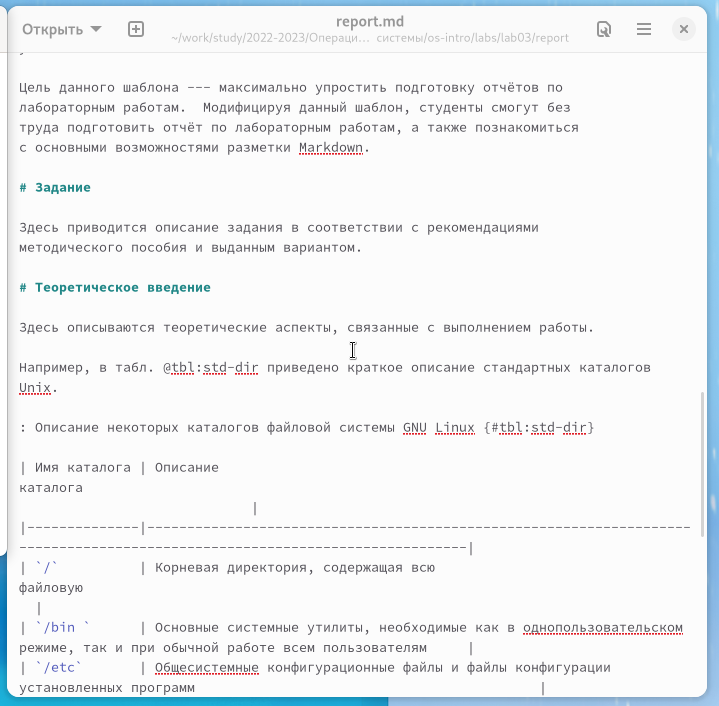 Открыть
report.md
~/work/study/2022-2023/Операци… системы/os-intro/labs/lab03/report
Цель данного шаблона --- максимально упростить подготовку отчётов по
лабораторным работам.  Модифицируя данный шаблон, студенты смогут без
труда подготовить отчёт по лабораторным работам, а также познакомиться
с основными возможностями разметки Markdown.
# Задание
Здесь приводится описание задания в соответствии с рекомендациями
методического пособия и выданным вариантом.
# Теоретическое введение
Здесь описываются теоретические аспекты, связанные с выполнением работы.
Например, в табл. @tbl:std-dir приведено краткое описание стандартных каталогов
Unix.
: Описание некоторых каталогов файловой системы GNU Linux {#tbl:std-dir}
| Имя каталога | Описание
каталога
|
|--------------|--------------------------------------------------------------------
--------------------------------------------------------|
| `/`          | Корневая директория, содержащая всю
файловую
|
| `/bin `      | Основные системные утилиты, необходимые как в однопользовательском
режиме, так и при обычной работе всем пользователям     |
| `/etc`       | Общесистемные конфигурационные файлы и файлы конфигурации
установленных программ                                           |